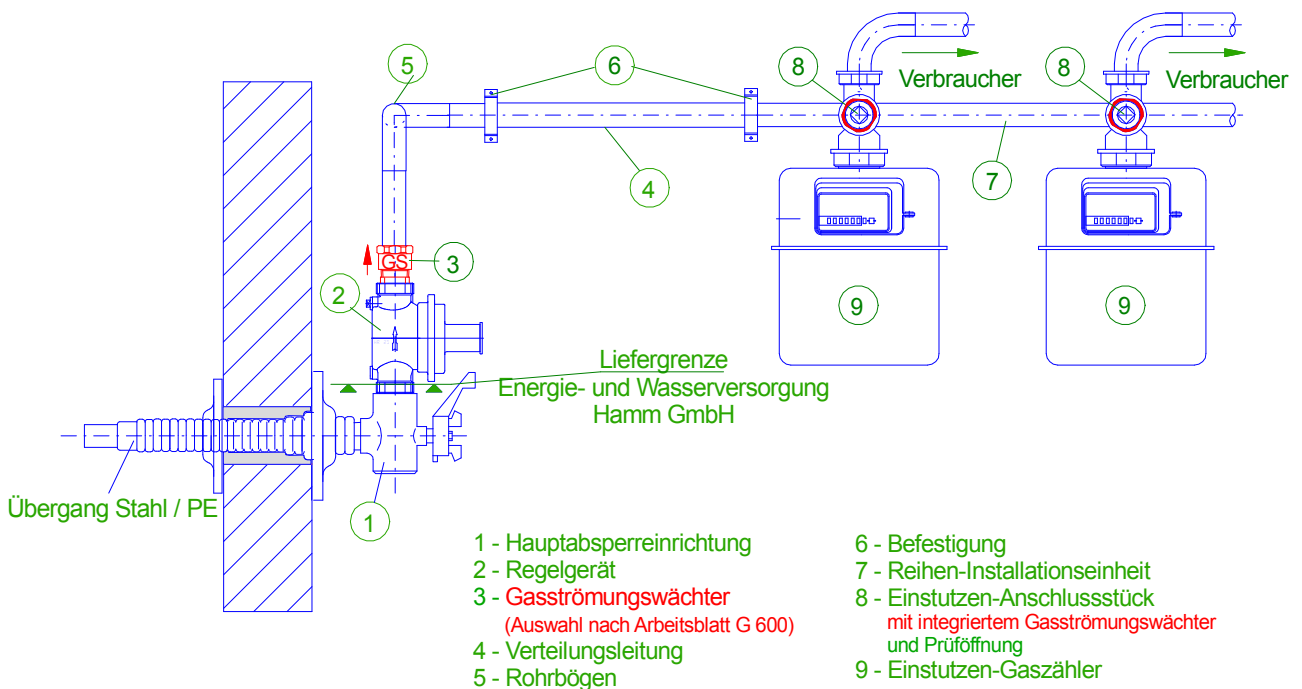 5
6
8
Verbraucher
8
Verbraucher
4
7
GS
3
2
9
9
Liefergrenze
Energie- und Wasserversorgung
Hamm GmbH
Übergang Stahl / PE
1
1 - Hauptabsperreinrichtung
2 - Regelgerät
3 - Gasströmungswächter
(Auswahl nach Arbeitsblatt G 600)
4 - Verteilungsleitung
5 - Rohrbögen
6 - Befestigung
7 - Reihen-Installationseinheit
8 - Einstutzen-Anschlussstück
mit integriertem Gasströmungswächter
und Prüföffnung
9 - Einstutzen-Gaszähler